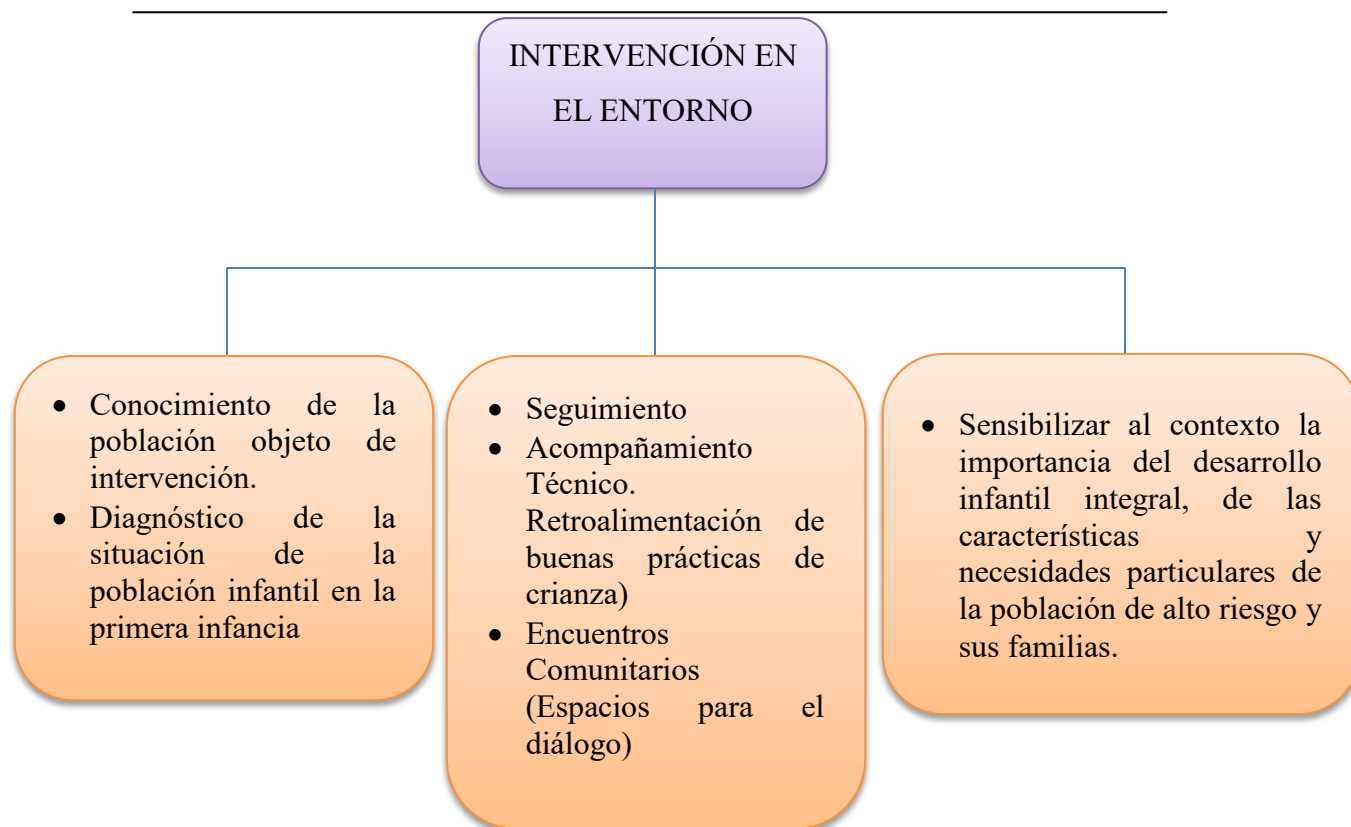 INTERVENCIÓN EN
EL ENTORNO
• Conocimiento de la
población objeto de
intervención.
• Diagnóstico de la
situación de la
población infantil en la
primera infancia
• Seguimiento
• Acompañamiento
Técnico.
Retroalimentación de
buenas prácticas de
crianza)
• Encuentros
Comunitarios
(Espacios para el
diálogo)
• Sensibilizar al contexto la
importancia del desarrollo
infantil integral, de las
características y
necesidades particulares de
la población de alto riesgo y
sus familias.